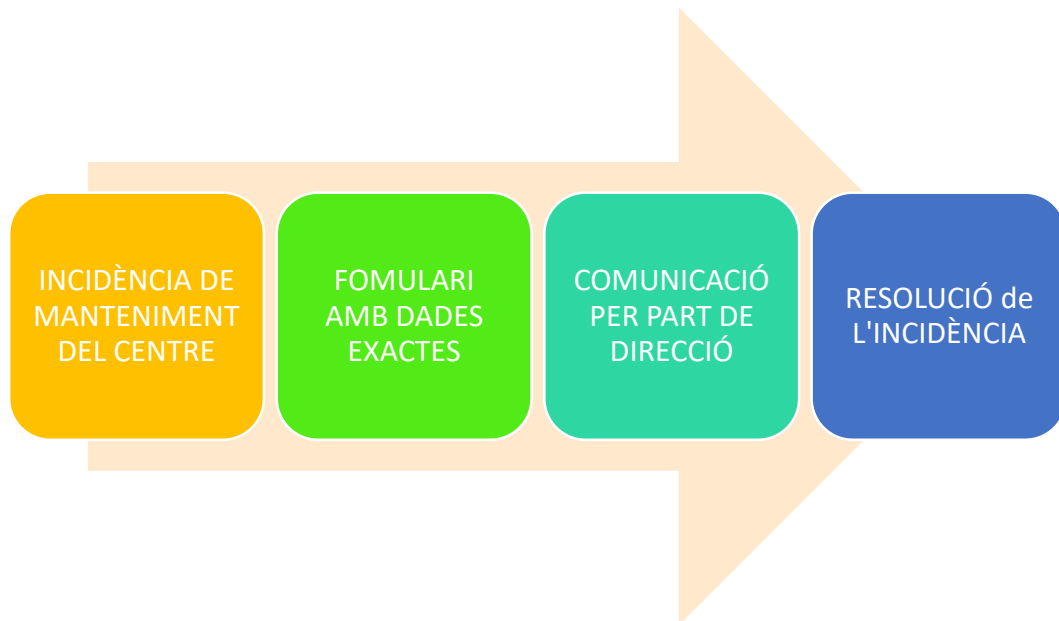 INCIDÈNCIA DE
MANTENIMENT
DEL CENTRE
FOMULARI
AMB DADES
EXACTES
COMUNICACIÓ
PER PART DE
DIRECCIÓ
RESOLUCIÓ de
L'INCIDÈNCIA